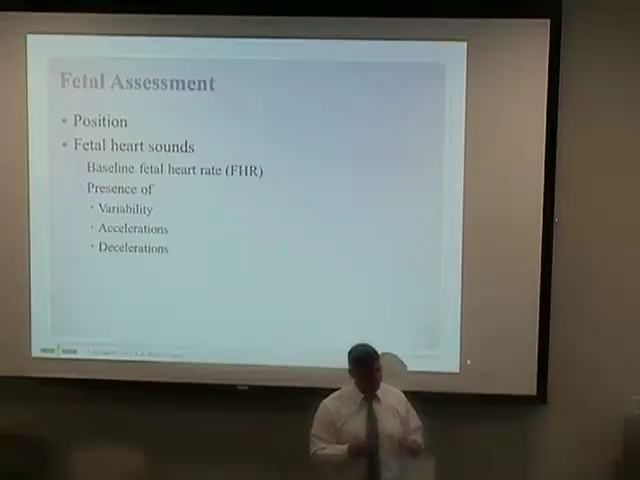 Fetal Assessment
• Position
• Fetal heart sounds
Baseline fetal heart rate (FHR)
Presence of
• Variability
• Accelerations
• Decelerations